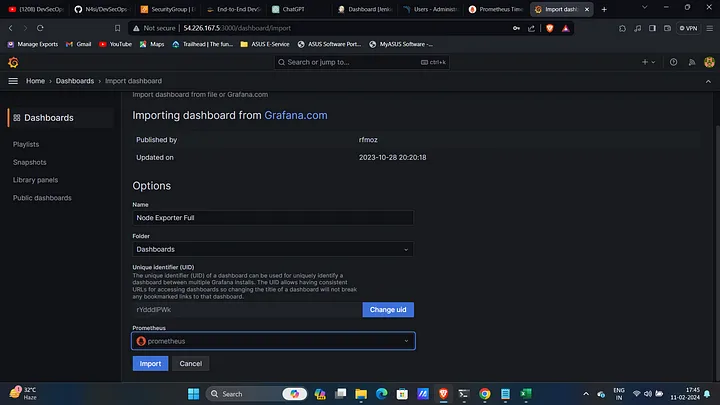 (1208) DevSecOps
N4si/DevSecOps
SecurityGroup | E
End-to-End DevS
ChatGPT
Dashboard [Jenk
Users - Administ
Prometheus Time
Import dashb
Not secure 54.226.167.5:3000/dashboard/import
VPN
Manage Exports
Gmail
YouTube
Maps
Trailhead | The fun...
ASUS E-Service
ASUS Software Port...
MyASUS Software -...
Search or jump to...
ctrl+k
Home > Dashboards > Import dashboard
Dashboards
Playlists
Snapshots
Library panels
Public dashboards
Import dashboard from file or Grafana.com
Importing dashboard from Grafana.com
Published by rfmoz
Updated on 2023-10-28 20:20:18
Options
Name
Node Exporter Full
Folder
Dashboards
Unique identifier (UID)
The unique identifier (UID) of a dashboard can be used for uniquely identify a
dashboard between multiple Grafana installs. The UID allows having consistent
URLs for accessing dashboards so changing the title of a dashboard will not break
any bookmarked links to that dashboard.
rYdddlPWk
Change uid
Prometheus
prometheus
Import
Cancel
32°C
Haze
Search
ENG
IN
17:45
11-02-2024